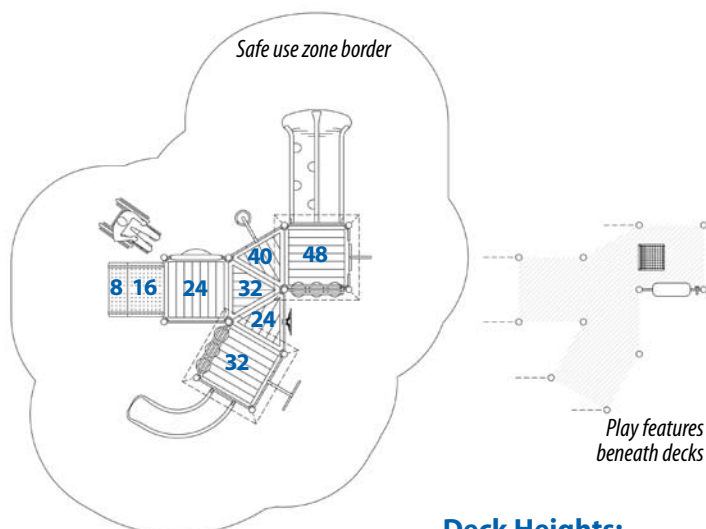 Safe use zone border
40
48
8 16 24
32
24
32
Play features
beneath decks
Deck Heights: